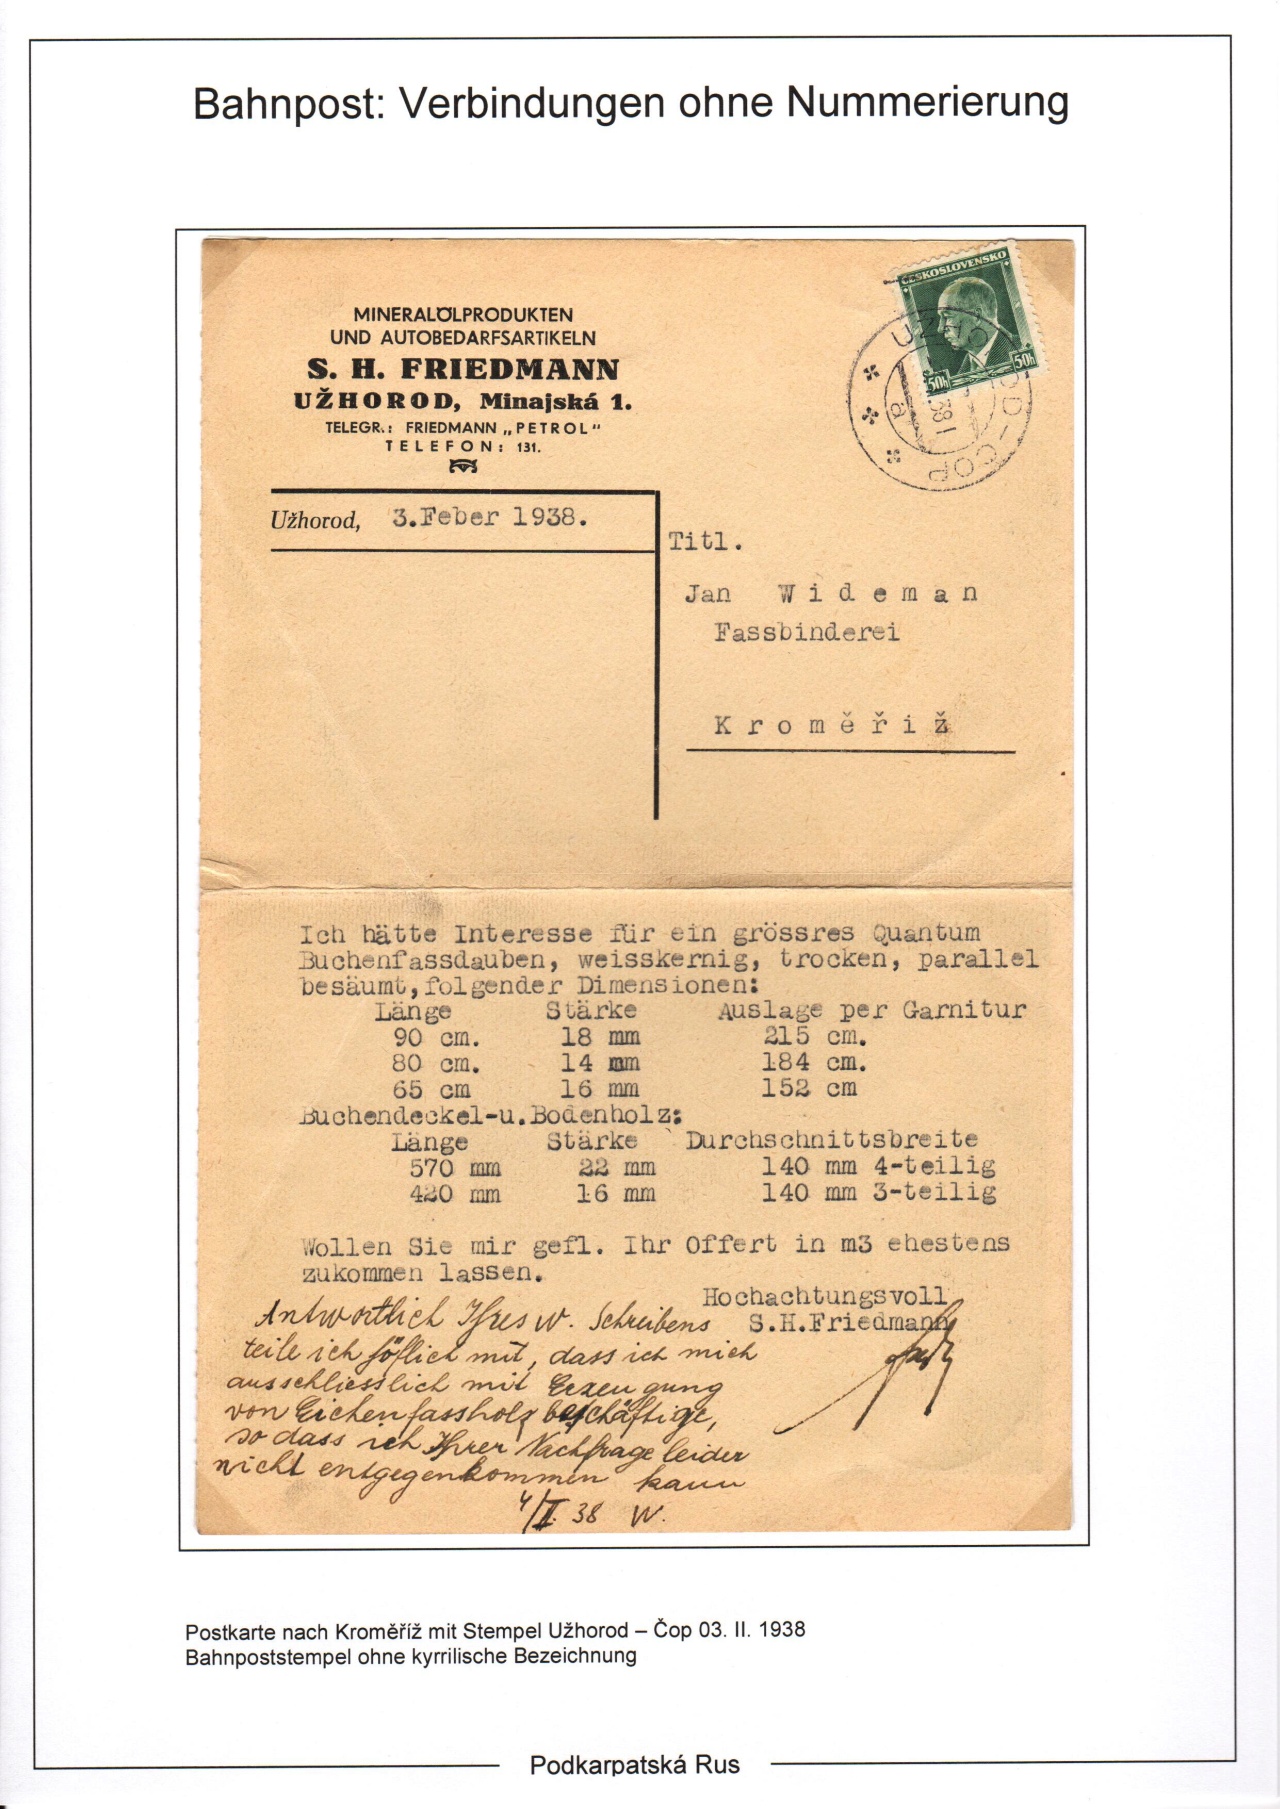 Bahnpost: Verbindungen ohne Nummerierung
MINERALÖLPRODUKTEN
UND AUTOBEDARFSARTIKELN
S. H. FRIEDMANN
UŽHOROD, Minajská 1.
TELEGR.: FRIEDMANN „PETROL"
TELEFON: 131.
ČESKOSLOVENSKO
50h 50h
UŽHOROD-ČOP
38 I
a
Užhorod, 3.Feber 1938.
Titl.
Jan Wideman
Fassbinderei
Kroměřiž
Ich hätte Interesse für ein grössres Quantum
Buchenfassdauben, weisskernig, trocken, parallel
besäumt,folgender Dimensionen:
Länge Stärke Auslage per Garnitur
90 cm. 18 mm 215 cm.
80 cm. 14 mm 184 cm.
65 cm 16 mm 152 cm
Buchendeckel-u.Bodenholz:
Länge Stärke Durchschnittsbreite
570 mm 22 mm 140 mm 4-teilig
420 mm 16 mm 140 mm 3-teilig
Wollen Sie mir gefl. Ihr Offert in m3 ehestens
zukommen lassen.
Hochachtungsvoll
S.H.Friedmann
Antwortlich Ihres w. Schreibens
teile ich höflich mit, dass ich mich
ausschliesslich mit Erzeugung
von Eichenfassholz beschäftige,
so dass ich Ihrer Nachfrage leider
nicht entgegenkommen kann
4/II. 38 W.
Postkarte nach Kroměříž mit Stempel Užhorod – Čop 03. II. 1938
Bahnpoststempel ohne kyrrilische Bezeichnung
Podkarpatská Rus